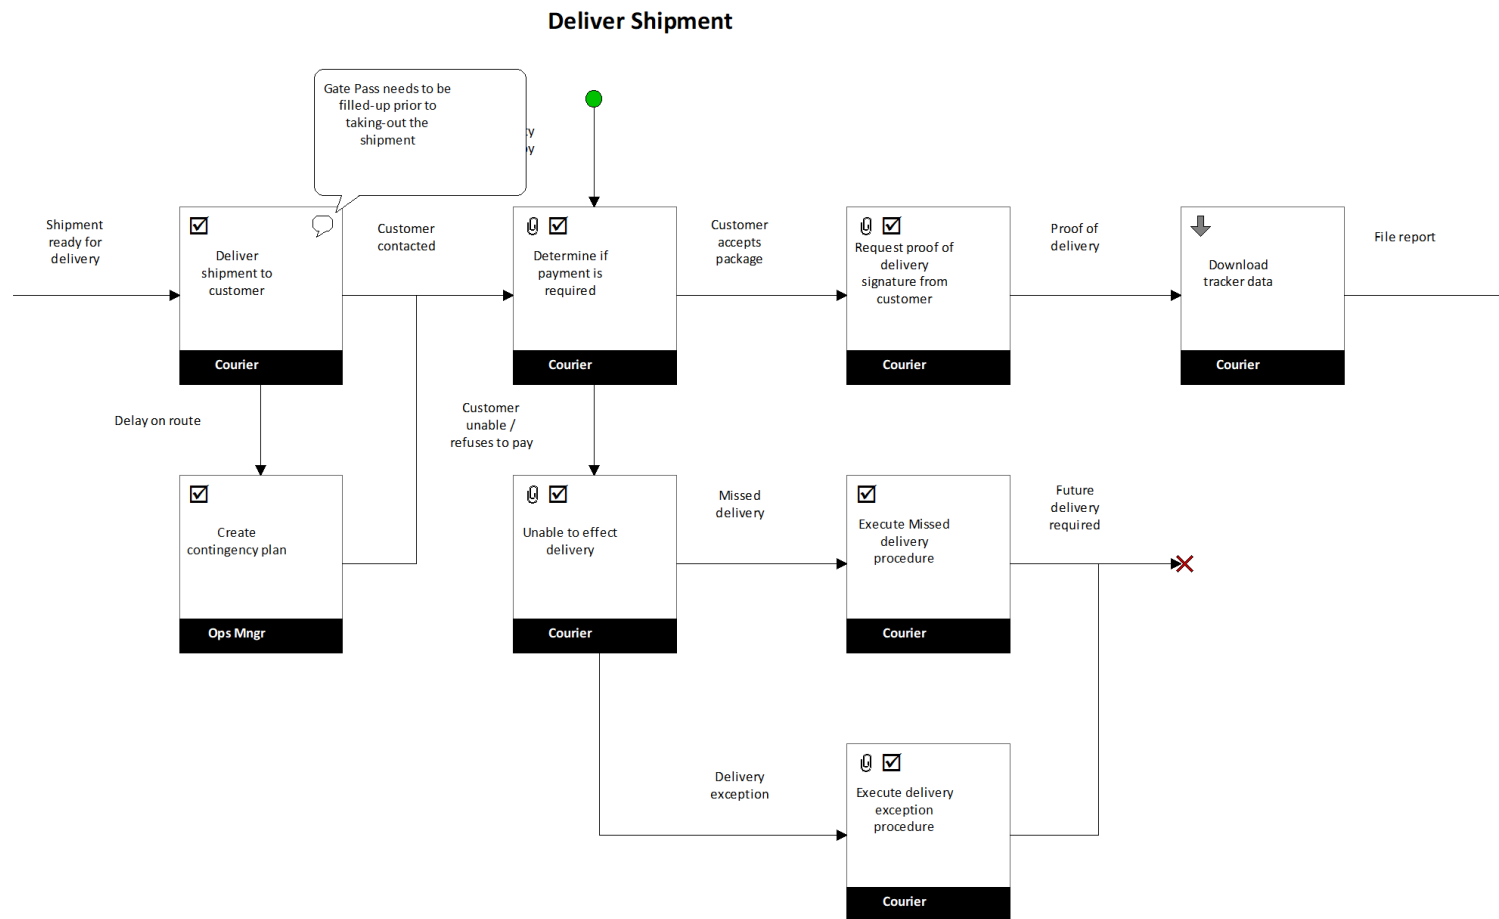 Deliver Shipment
Gate Pass needs to be
filled-up prior to
taking-out the
shipment
Shipment
ready for
delivery
Deliver
shipment to
customer
Courier
Customer
contacted
Determine if
payment is
required
Courier
Customer
accepts
package
Request proof of
delivery
signature from
customer
Courier
Proof of
delivery
Download
tracker data
Courier
File report
Delay on route
Create
contingency plan
Ops Mngr
Customer
unable /
refuses to pay
Unable to effect
delivery
Courier
Missed
delivery
Execute Missed
delivery
procedure
Courier
Future
delivery
required
Delivery
exception
Execute delivery
exception
procedure
Courier